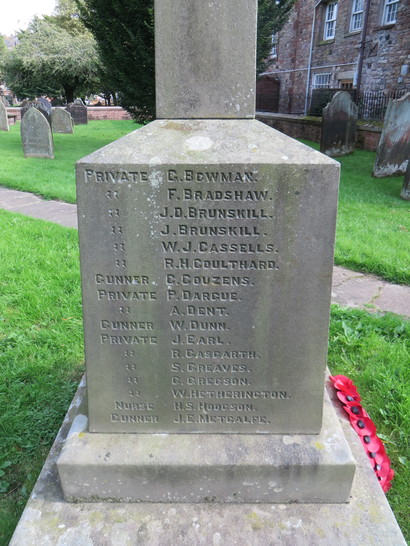 PRIVATE G. BOWMAN.
" F. BRADSHAW.
" J.D. BRUNSKILL.
" J. BRUNSKILL.
" W.J. CASSELLS.
" R.H. COULTHARD.
GUNNER C. COUZENS.
PRIVATE P. DARGUE.
" A. DENT.
GUNNER W. DUNN.
PRIVATE J. EARL.
" R. GASGARTH.
" S. GREAVES.
" C. GREGSON.
" W. HETHERINGTON.
NURSE H.S. HODGSON.
GUNNER J.E. METCALFE.